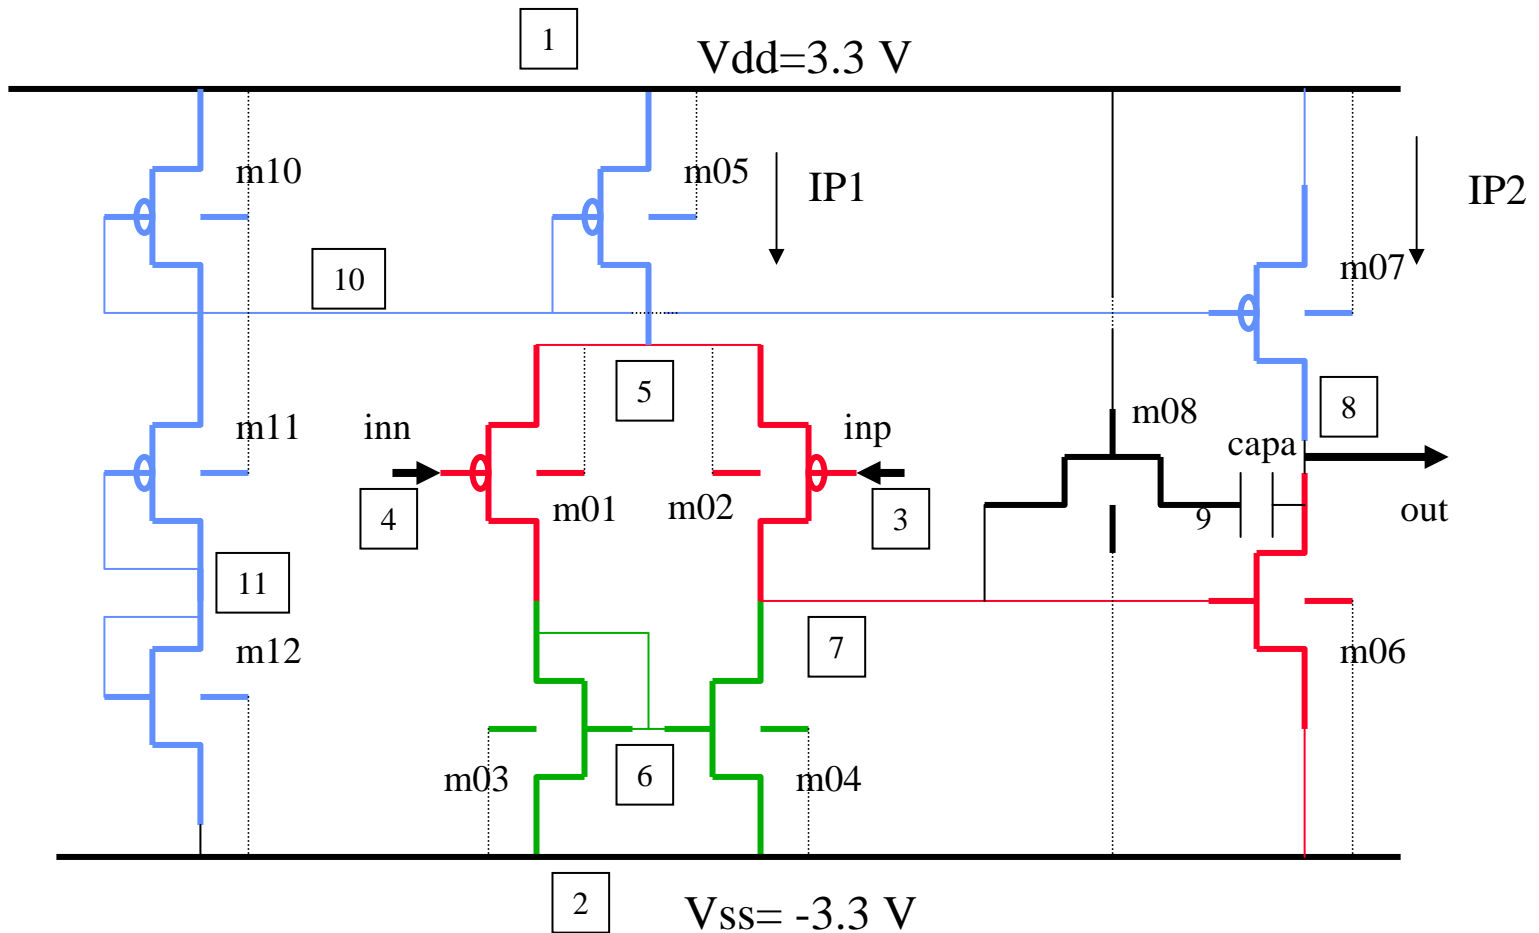 1
Vdd=3.3 V
m10
m05
IP1
IP2
10
m07
5
8
m11
inn
inp
m08
capa
4
m01
m02
3
9
out
11
7
m12
m06
m03
6
m04
2
Vss= -3.3 V